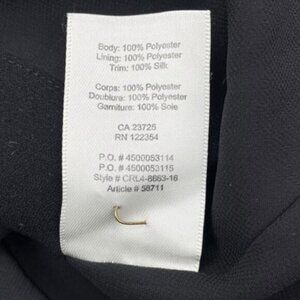 Body: 100% Polyester
Lining: 100% Polyester
Trim: 100% Silk
Corps: 100% Polyester
Doublure: 100% Polyester
Garniture: 100% Soie
CA 23725
RN 122354
P.O. # 4500053114
P.O. # 4500053115
Style # CRL4-8663-16
Article # 58711